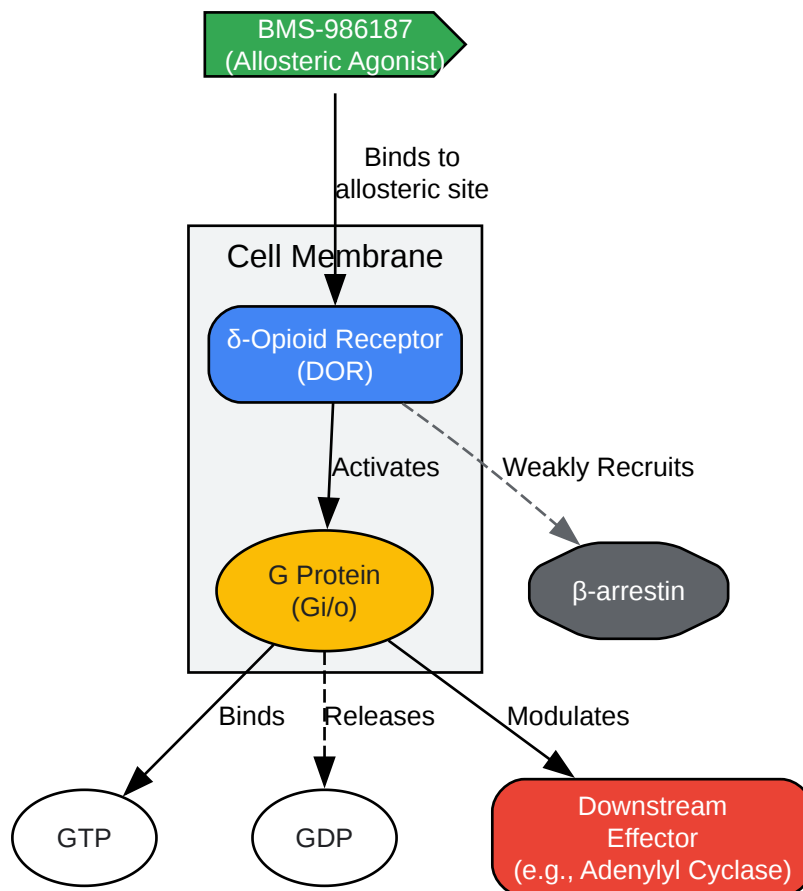 BMS-986187
(Allosteric Agonist)
Binds to
allosteric site
Cell Membrane
δ-Opioid Receptor
(DOR)
Activates
Weakly Recruits
G Protein
(Gi/o)
β-arrestin
Binds
Releases
Modulates
GTP
GDP
Downstream
Effector
(e.g., Adenylyl Cyclase)